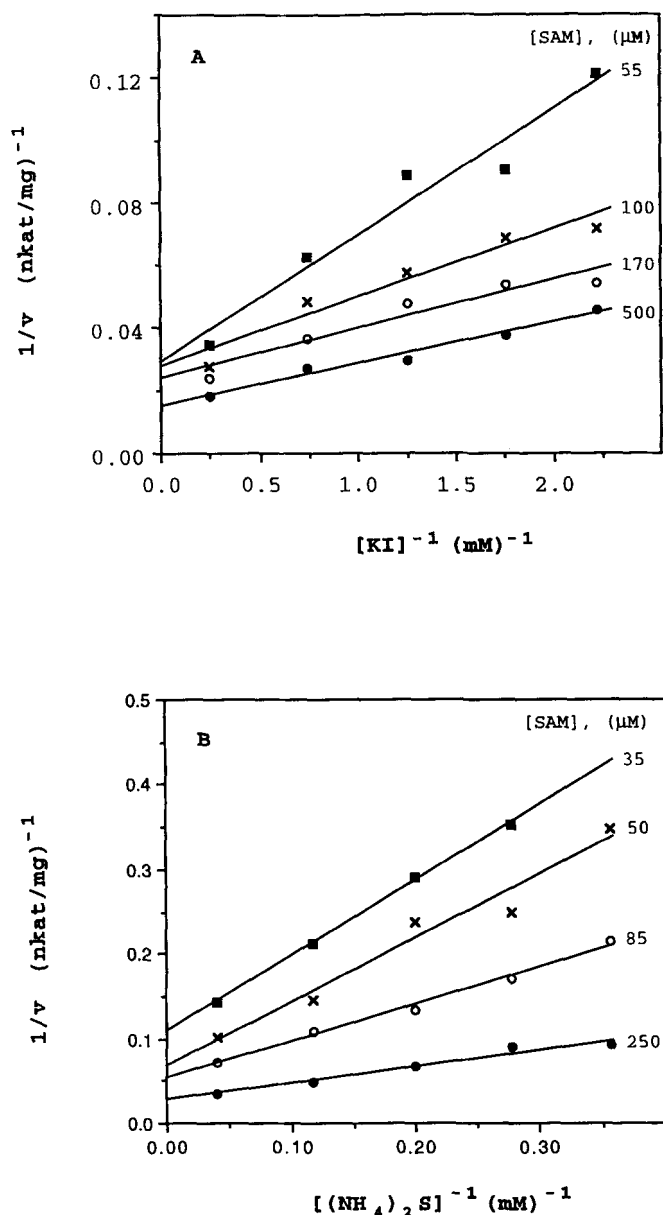 A
[SAM], (μM)
0.12
55
0.08
100
170
0.04
500
0.00
0.0 0.5 1.0 1.5 2.0
1/v (nkat/mg)⁻¹
[KI]⁻¹ (mM)⁻¹
0.5
B
[SAM], (μM)
35
0.4
50
0.3
85
0.2
0.1
250
0.0
0.00 0.10 0.20 0.30
1/v (nkat/mg)⁻¹
[(NH₄)₂S]⁻¹ (mM)⁻¹